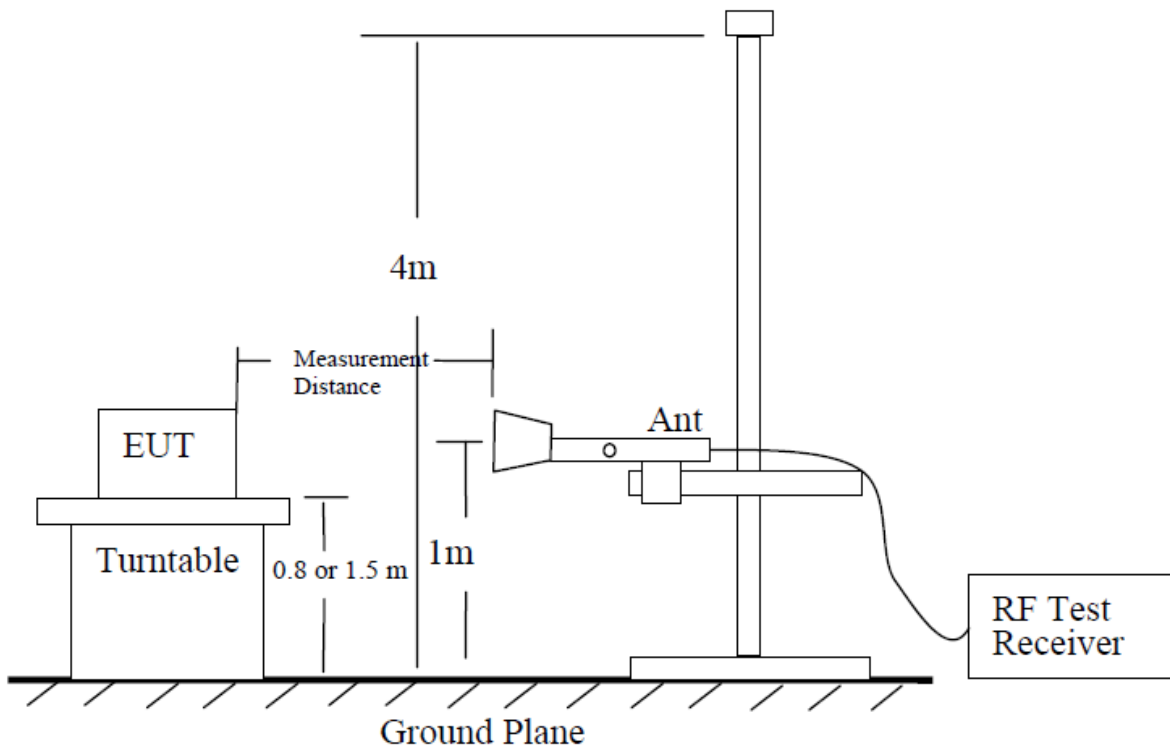 4m
Measurement
Distance
EUT
Ant
Turntable
0.8 or 1.5 m
1m
RF Test
Receiver
Ground Plane